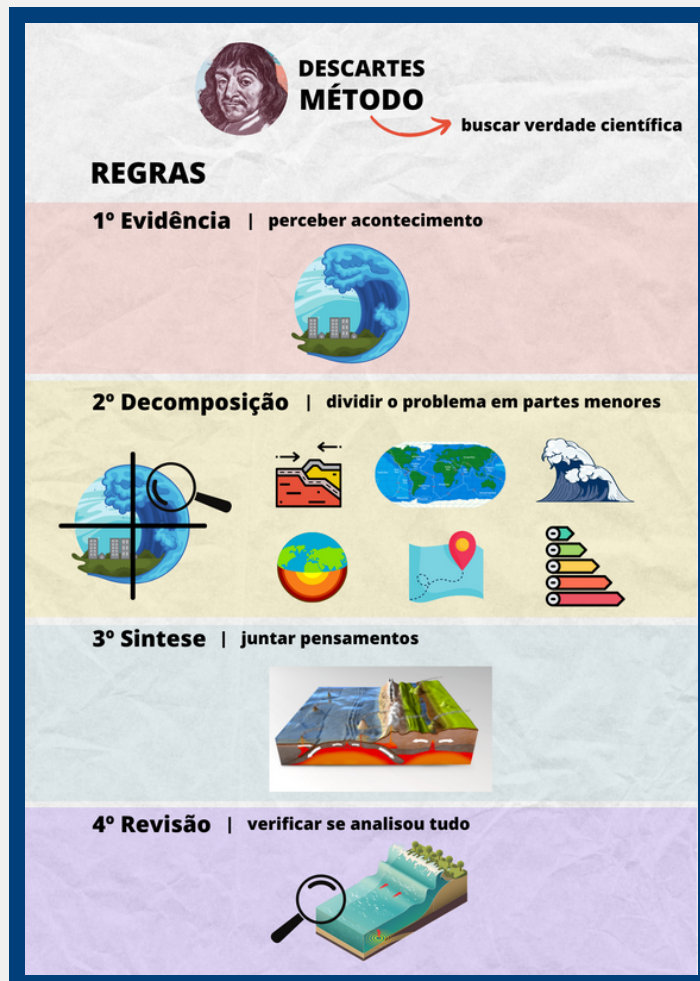 DESCARTES
MÉTODO
buscar verdade científica
REGRAS
1º Evidência | perceber acontecimento
2º Decomposição | dividir o problema em partes menores
3º Sintese | juntar pensamentos
4º Revisão | verificar se analisou tudo